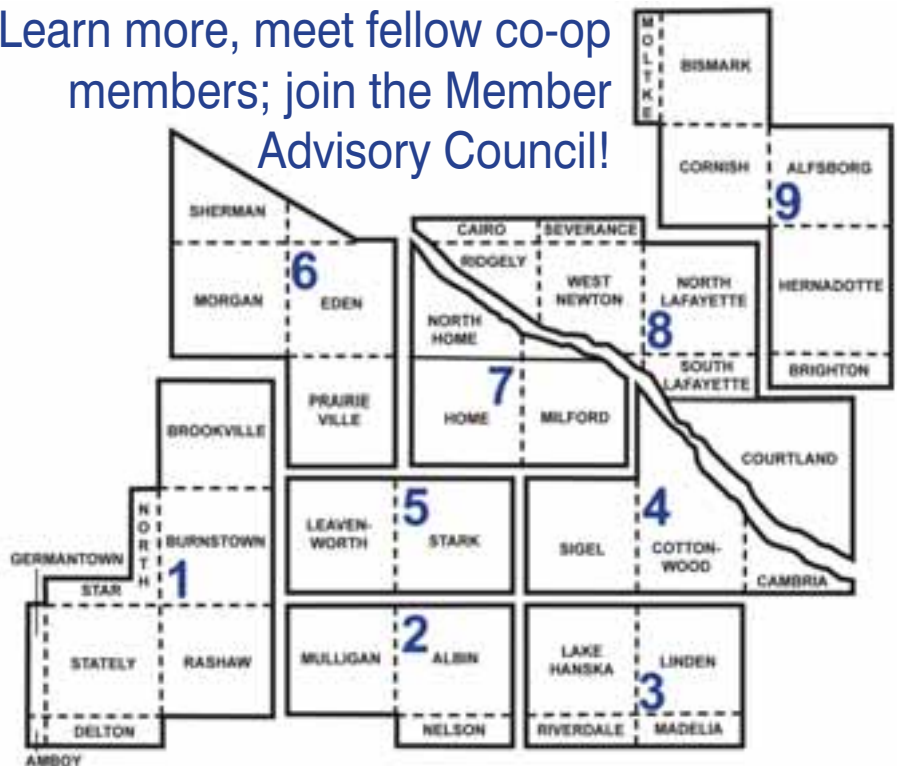 Learn more, meet fellow co-op
members; join the Member
Advisory Council!
MOLTKE
BISMARK
CORNISH
ALFSBORG
9
HERNADOTTE
BRIGHTON
SHERMAN
6
MORGAN
EDEN
PRAIRIE
VILLE
CAIRO
SEVERANCE
RIDGELY
WEST
NEWTON
NORTH
LAFAYETTE
8
SOUTH
LAFAYETTE
NORTH
HOME
7
HOME
MILFORD
COURTLAND
BROOKVILLE
NORTH
BURNSTOWN
GERMANTOWN
STAR
1
STATELY
RASHAW
DELTON
AMBOY
5
LEAVEN-
WORTH
STARK
4
SIGEL
COTTON-
WOOD
CAMBRIA
2
MULLIGAN
ALBIN
NELSON
LAKE
HANSKA
LINDEN
3
RIVERDALE
MADELIA